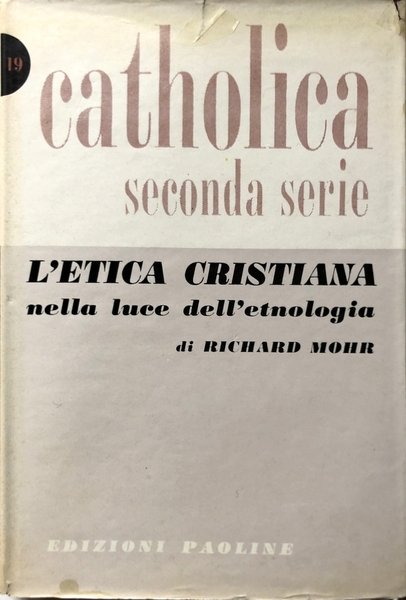 19
catholica
seconda serie
L'ETICA CRISTIANA
nella luce dell'etnologia
di RICHARD MOHR
EDIZIONI PAOLINE